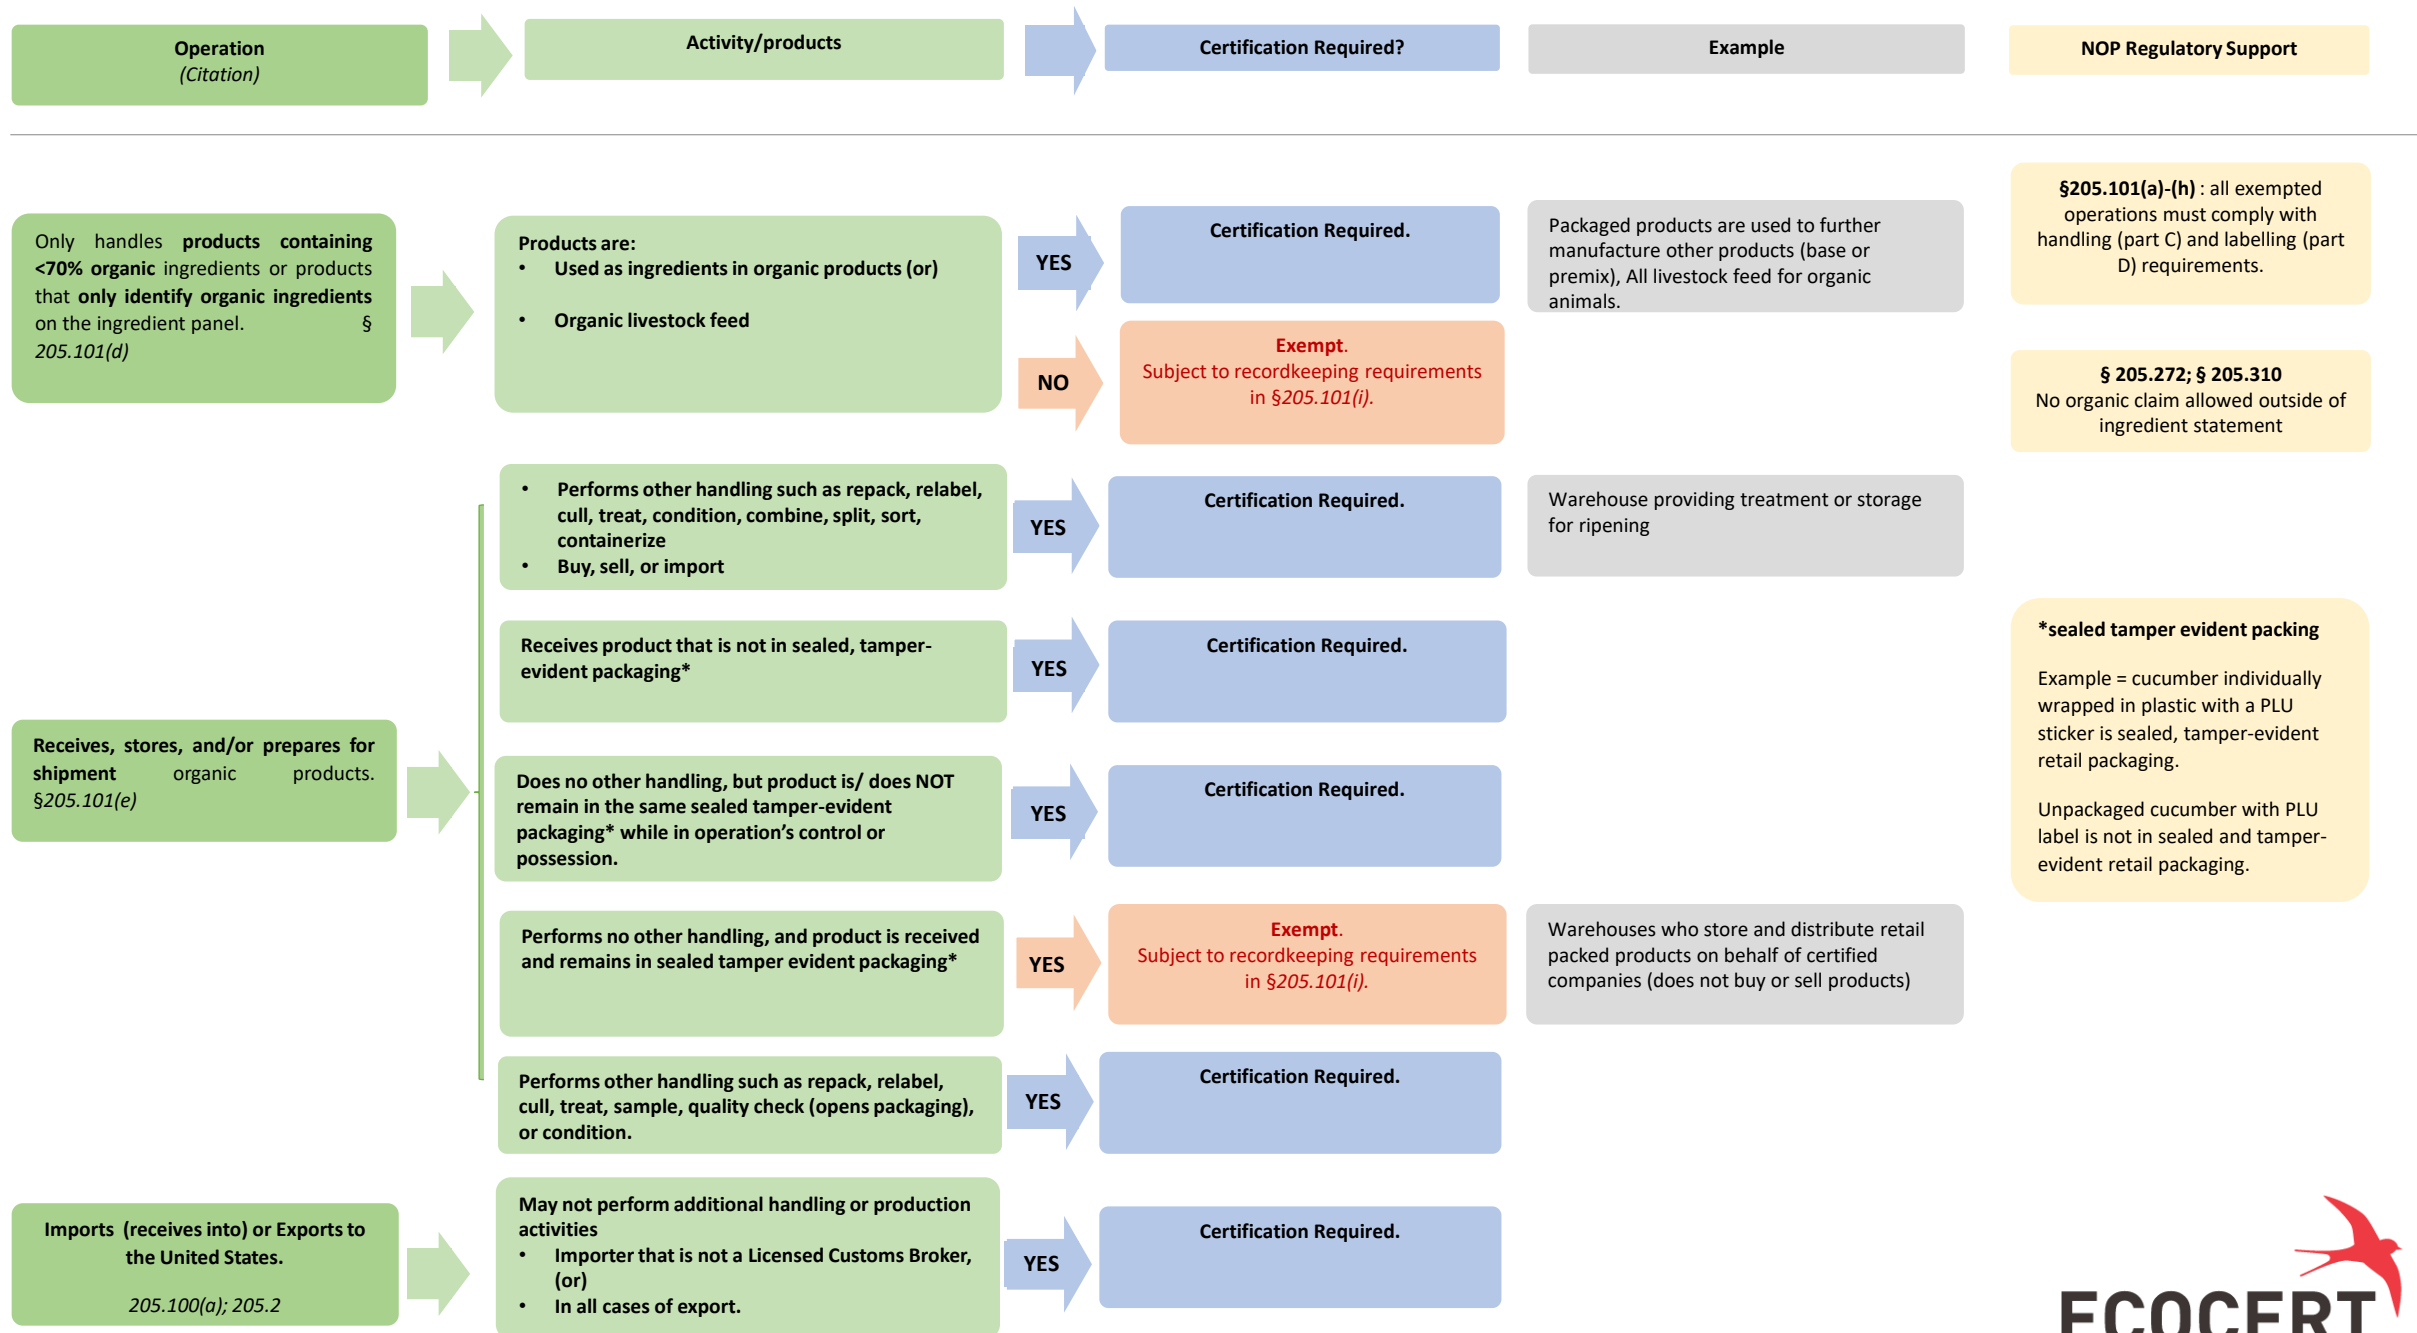 Operation
(Citation)
Activity/products
Certification Required?
Example
NOP Regulatory Support
Only handles products containing
<70% organic ingredients or products
that only identify organic ingredients
on the ingredient panel. §
205.101(d)
Products are:
• Used as ingredients in organic products (or)
• Organic livestock feed
YES
Certification Required.
Packaged products are used to further
manufacture other products (base or
premix), All livestock feed for organic
animals.
NO
Exempt.
Subject to recordkeeping requirements
in §205.101(i).
§205.101(a)-(h) : all exempted
operations must comply with
handling (part C) and labelling (part
D) requirements.
§ 205.272; § 205.310
No organic claim allowed outside of
ingredient statement
Receives, stores, and/or prepares for
shipment organic products.
§205.101(e)
• Performs other handling such as repack, relabel,
cull, treat, condition, combine, split, sort,
containerize
• Buy, sell, or import
YES
Certification Required.
Warehouse providing treatment or storage
for ripening
Receives product that is not in sealed, tamper-
evident packaging*
YES
Certification Required.
Does no other handling, but product is/ does NOT
remain in the same sealed tamper-evident
packaging* while in operation’s control or
possession.
YES
Certification Required.
Performs no other handling, and product is received
and remains in sealed tamper evident packaging*
YES
Exempt.
Subject to recordkeeping requirements
in §205.101(i).
Warehouses who store and distribute retail
packed products on behalf of certified
companies (does not buy or sell products)
Performs other handling such as repack, relabel,
cull, treat, sample, quality check (opens packaging),
or condition.
YES
Certification Required.
*sealed tamper evident packing
Example = cucumber individually
wrapped in plastic with a PLU
sticker is sealed, tamper-evident
retail packaging.
Unpackaged cucumber with PLU
label is not in sealed and tamper-
evident retail packaging.
Imports (receives into) or Exports to
the United States.
205.100(a); 205.2
May not perform additional handling or production
activities
• Importer that is not a Licensed Customs Broker,
(or)
• In all cases of export.
YES
Certification Required.
ECOCERT